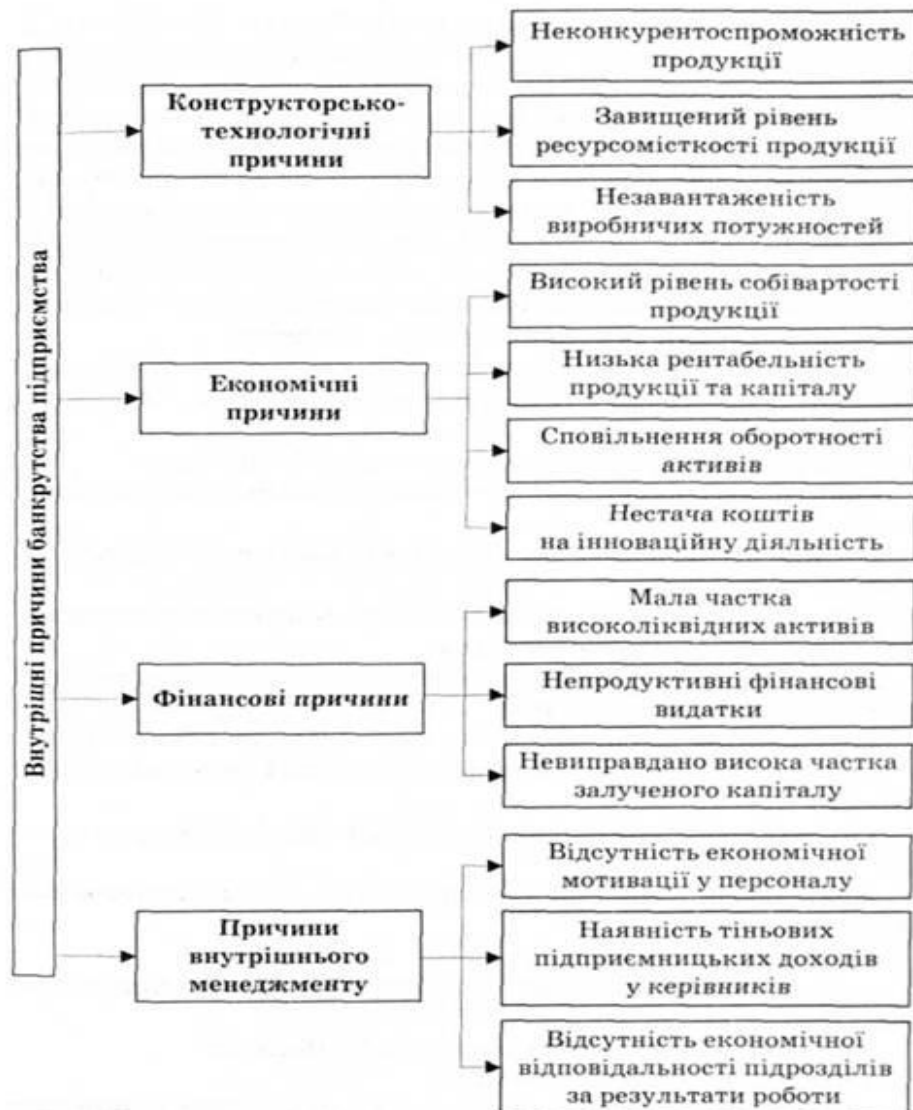 Внутрішні причини банкрутства підприємства
Конструкторсько-
технологічні
причини
Неконкурентоспроможність
продукції
Завищений рівень
ресурсомісткості продукції
Незавантаженість
виробничих потужностей
Економічні
причини
Високий рівень собівартості
продукції
Низька рентабельність
продукції та капіталу
Сповільнення оборотності
активів
Нестача коштів
на інноваційну діяльність
Фінансові причини
Мала частка
високоліквідних активів
Непродуктивні фінансові
видатки
Невиправдано висока частка
залученого капіталу
Причини
внутрішнього
менеджменту
Відсутність економічної
мотивації у персоналу
Наявність тіньових
підприємницьких доходів
у керівників
Відсутність економічної
відповідальності підрозділів
за результати роботи